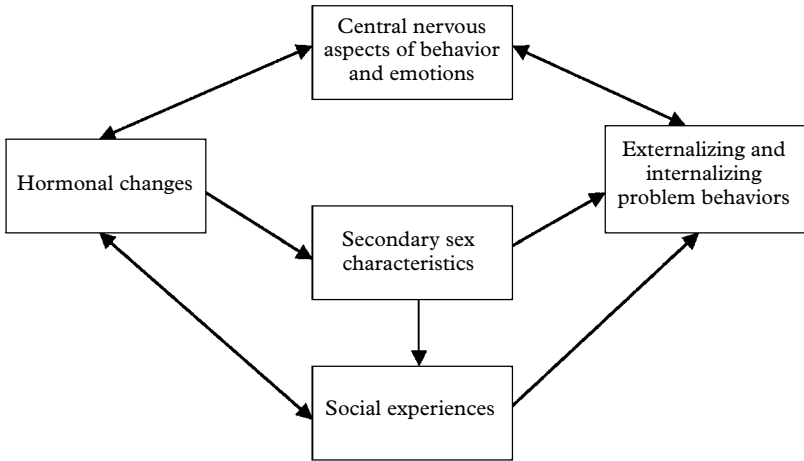 Central nervous
aspects of behavior
and emotions
Hormonal changes
Externalizing and
internalizing
problem behaviors
Secondary sex
characteristics
Social experiences